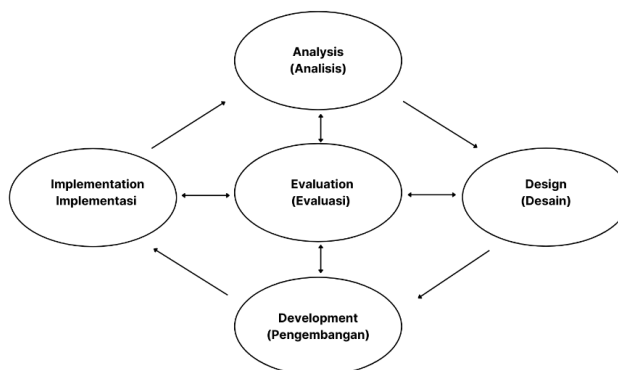 Analysis
(Analisis)
Implementation
Implementasi
Evaluation
(Evaluasi)
Design
(Desain)
Development
(Pengembangan)